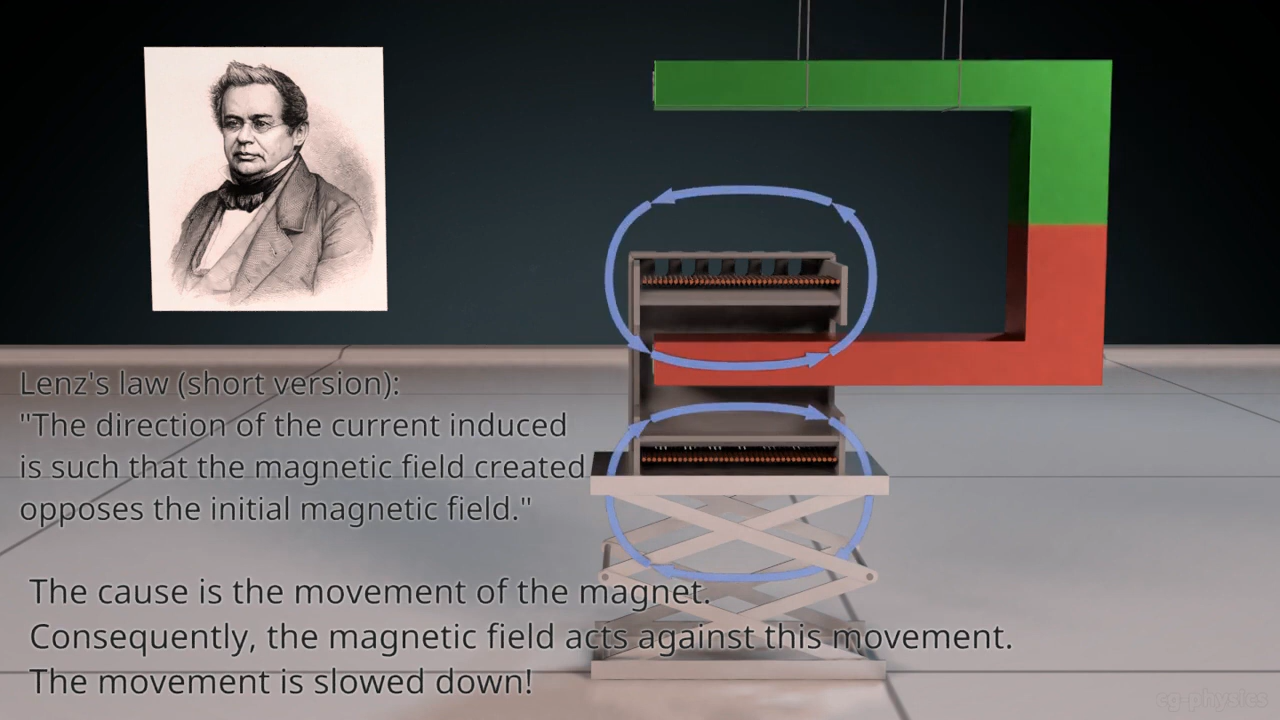 Lenz's law (short version):
"The direction of the current induced
is such that the magnetic field created
opposes the initial magnetic field."
The cause is the movement of the magnet.
Consequently, the magnetic field acts against this movement.
The movement is slowed down!
cg-physics